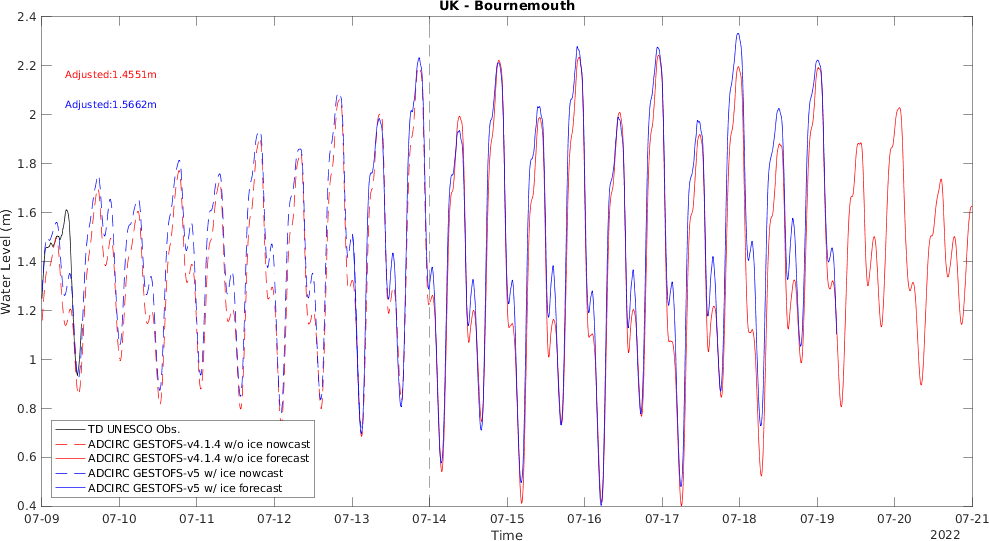 UK - Bournemouth
2.4
2.2
2
1.8
1.6
1.4
1.2
1
0.8
0.6
0.4
Water Level (m)
Adjusted:1.4551m
Adjusted:1.5662m
TD UNESCO Obs.
ADCIRC GESTOFS-v4.1.4 w/o ice nowcast
ADCIRC GESTOFS-v4.1.4 w/o ice forecast
ADCIRC GESTOFS-v5 w/ ice nowcast
ADCIRC GESTOFS-v5 w/ ice forecast
07-09 07-10 07-11 07-12 07-13 07-14 07-15 07-16 07-17 07-18 07-19 07-20 07-21
Time
2022